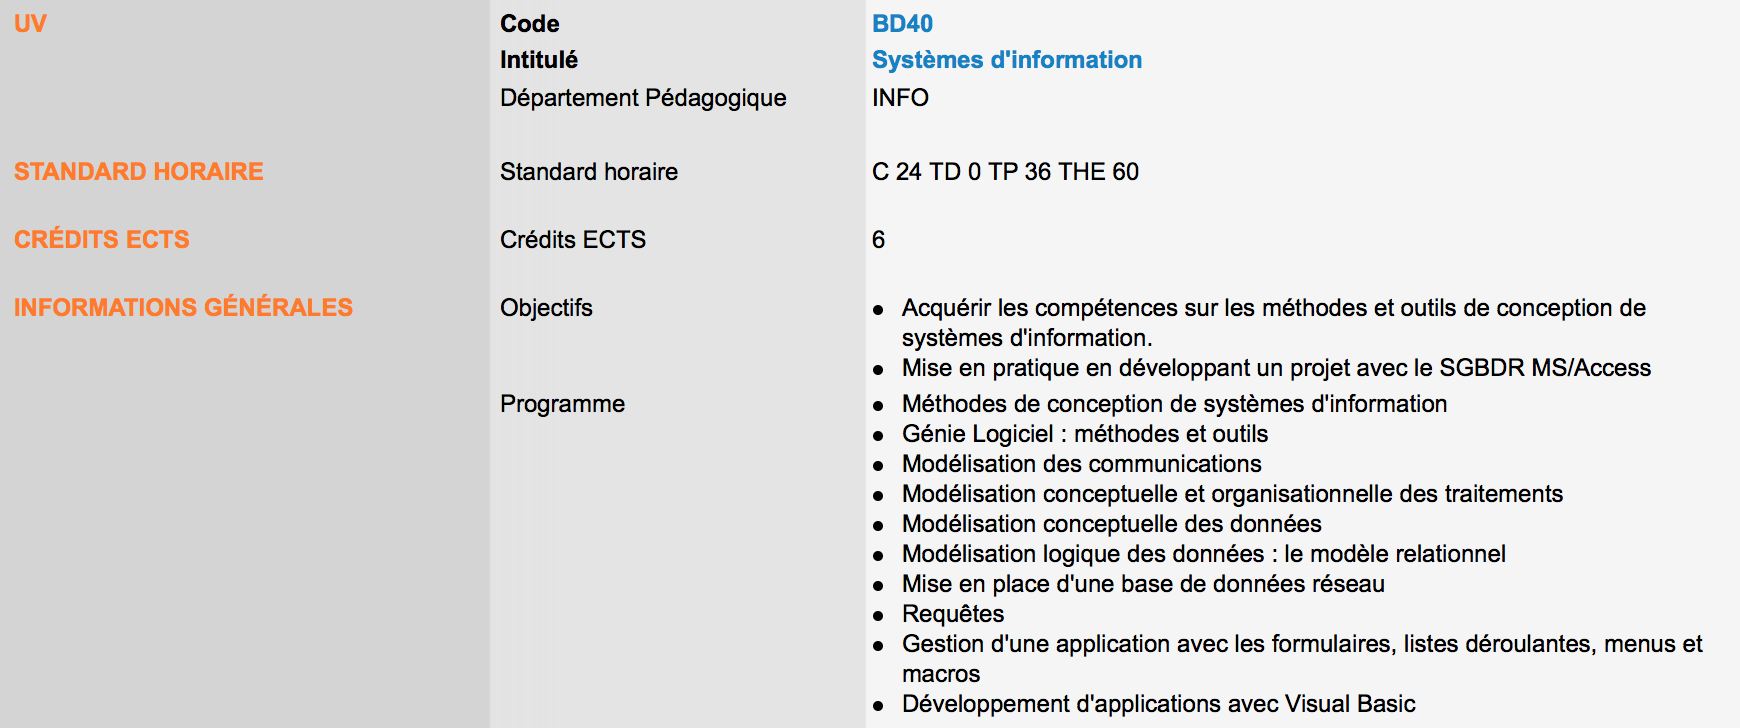 UV Code BD40
Intitulé Systèmes d'information
Département Pédagogique INFO
STANDARD HORAIRE Standard horaire C 24 TD 0 TP 36 THE 60
CRÉDITS ECTS Crédits ECTS 6
INFORMATIONS GÉNÉRALES Objectifs ● Acquérir les compétences sur les méthodes et outils de conception de
systèmes d'information.
● Mise en pratique en développant un projet avec le SGBDR MS/Access
Programme ● Méthodes de conception de systèmes d'information
● Génie Logiciel : méthodes et outils
● Modélisation des communications
● Modélisation conceptuelle et organisationnelle des traitements
● Modélisation conceptuelle des données
● Modélisation logique des données : le modèle relationnel
● Mise en place d'une base de données réseau
● Requêtes
● Gestion d'une application avec les formulaires, listes déroulantes, menus et
macros
● Développement d'applications avec Visual Basic